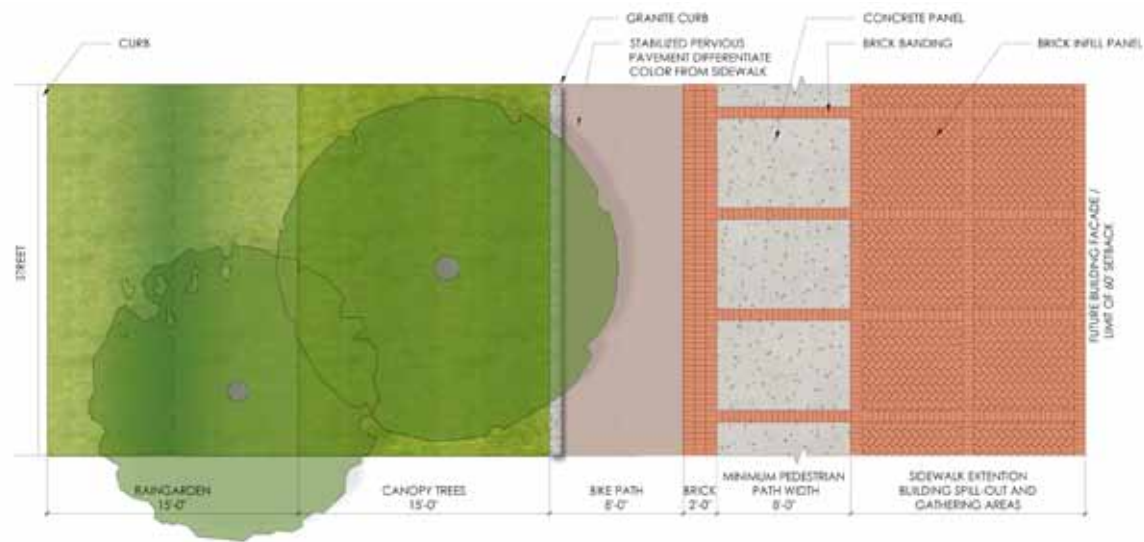 CURB
GRANITE CURB
STABILIZED PERVIOUS
PAVEMENT DIFFERENTIATE
COLOR FROM SIDEWALK
CONCRETE PANEL
BRICK BANDING
BRICK INFILL PANEL
STREET
FUTURE BUILDING FAÇADE /
LIMIT OF 60' SETBACK
RAINGARDEN
15'-0"
CANOPY TREES
15'-0"
BIKE PATH
8'-0"
BRICK
2'-0"
MINIMUM PEDESTRIAN
PATH WIDTH
8'-0"
SIDEWALK EXTENTION
BUILDING SPILL-OUT AND
GATHERING AREAS